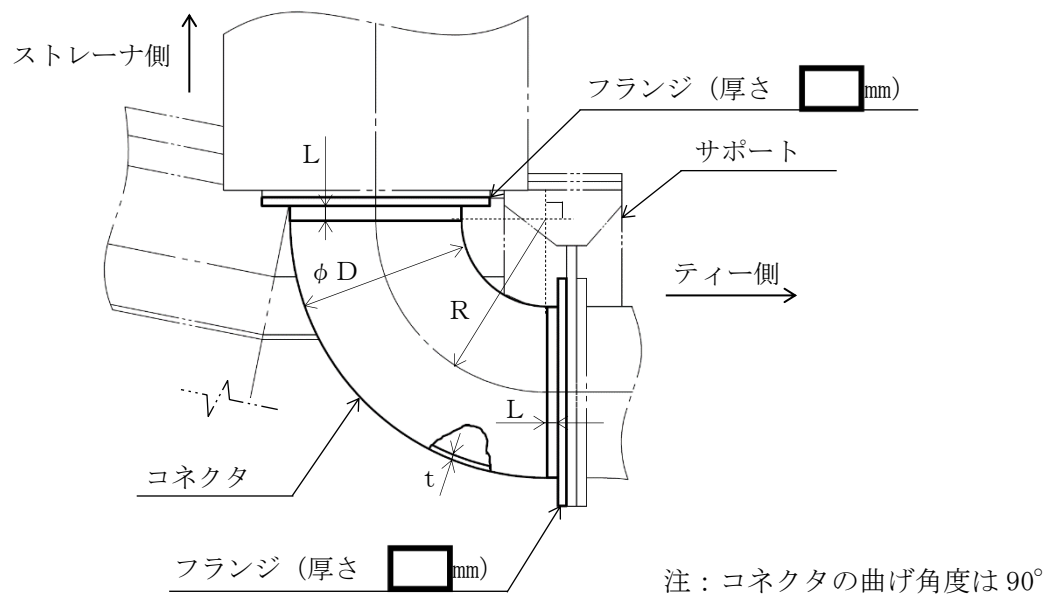 ストレーナ側
フランジ (厚さ mm)
サポート
L
φD
ティー側
R
L
t
コネクタ
フランジ (厚さ mm)
注：コネクタの曲げ角度は 90°